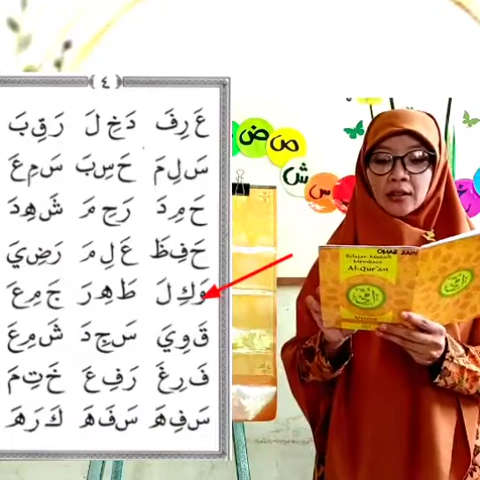 ٤
عَرِفَ دَخِلَ رَقِبَ
سَلِمَ حَسِبَ سَمِعَ
حَمِدَ رَحِمَ شَهِدَ
حَفِظَ عَلِمَ رَضِيَ
وَكِلَ طَهِرَ جَمِعَ
قَوِيَ سَجِدَ شَمِعَ
فَرِغَ رَفِعَ خَتِمَ
سَفِهَ سَفَهَ كَرَهَ
ض
ص
ش
س
Belajar Mudah
Membaca
Al-Qur'an